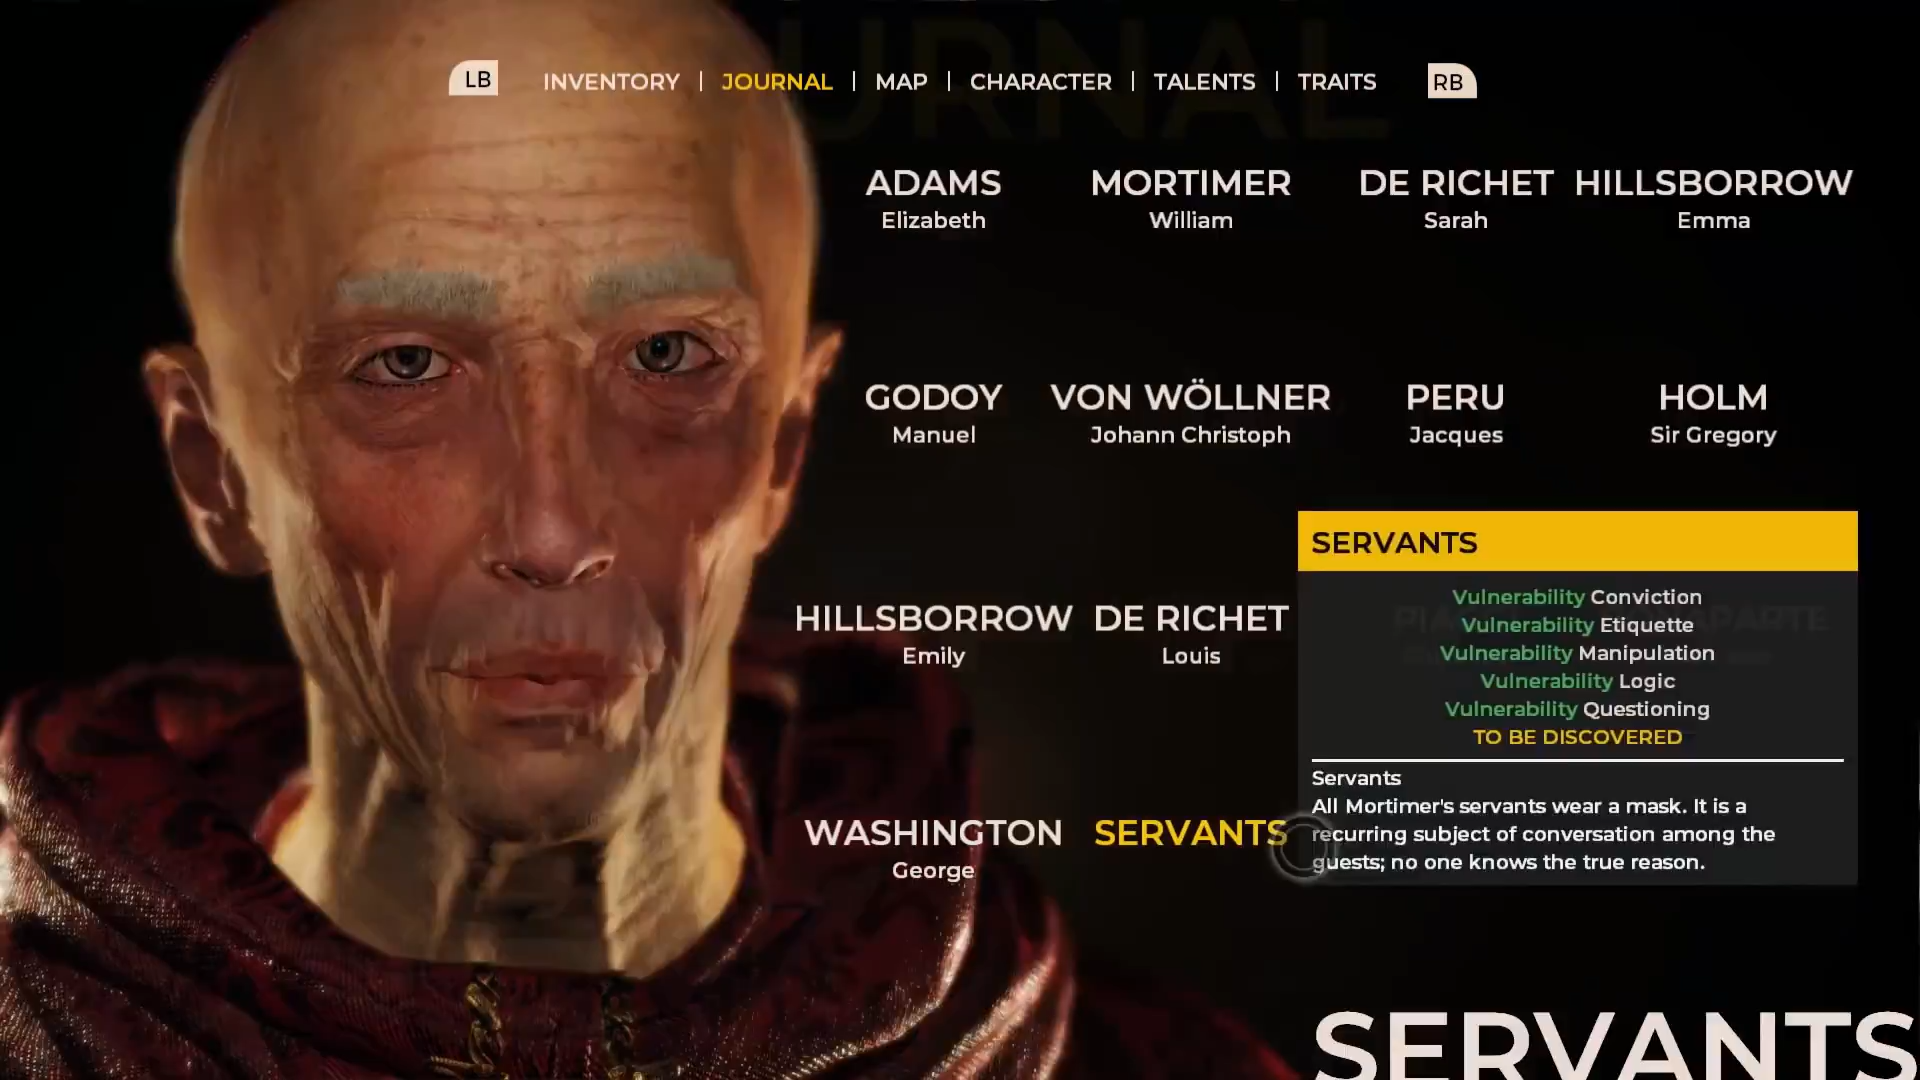 URNAL
LB INVENTORY | JOURNAL | MAP | CHARACTER | TALENTS | TRAITS RB
ADAMS MORTIMER DE RICHET HILLSBORROW
Elizabeth William Sarah Emma
GODOY VON WÖLLNER PERU HOLM
Manuel Johann Christoph Jacques Sir Gregory
HILLSBORROW DE RICHET
Emily Louis
WASHINGTON SERVANTS
George
SERVANTS
Vulnerability Conviction
Vulnerability Etiquette
Vulnerability Manipulation
Vulnerability Logic
Vulnerability Questioning
TO BE DISCOVERED
Servants
All Mortimer's servants wear a mask. It is a
recurring subject of conversation among the
guests; no one knows the true reason.
SERVANTS